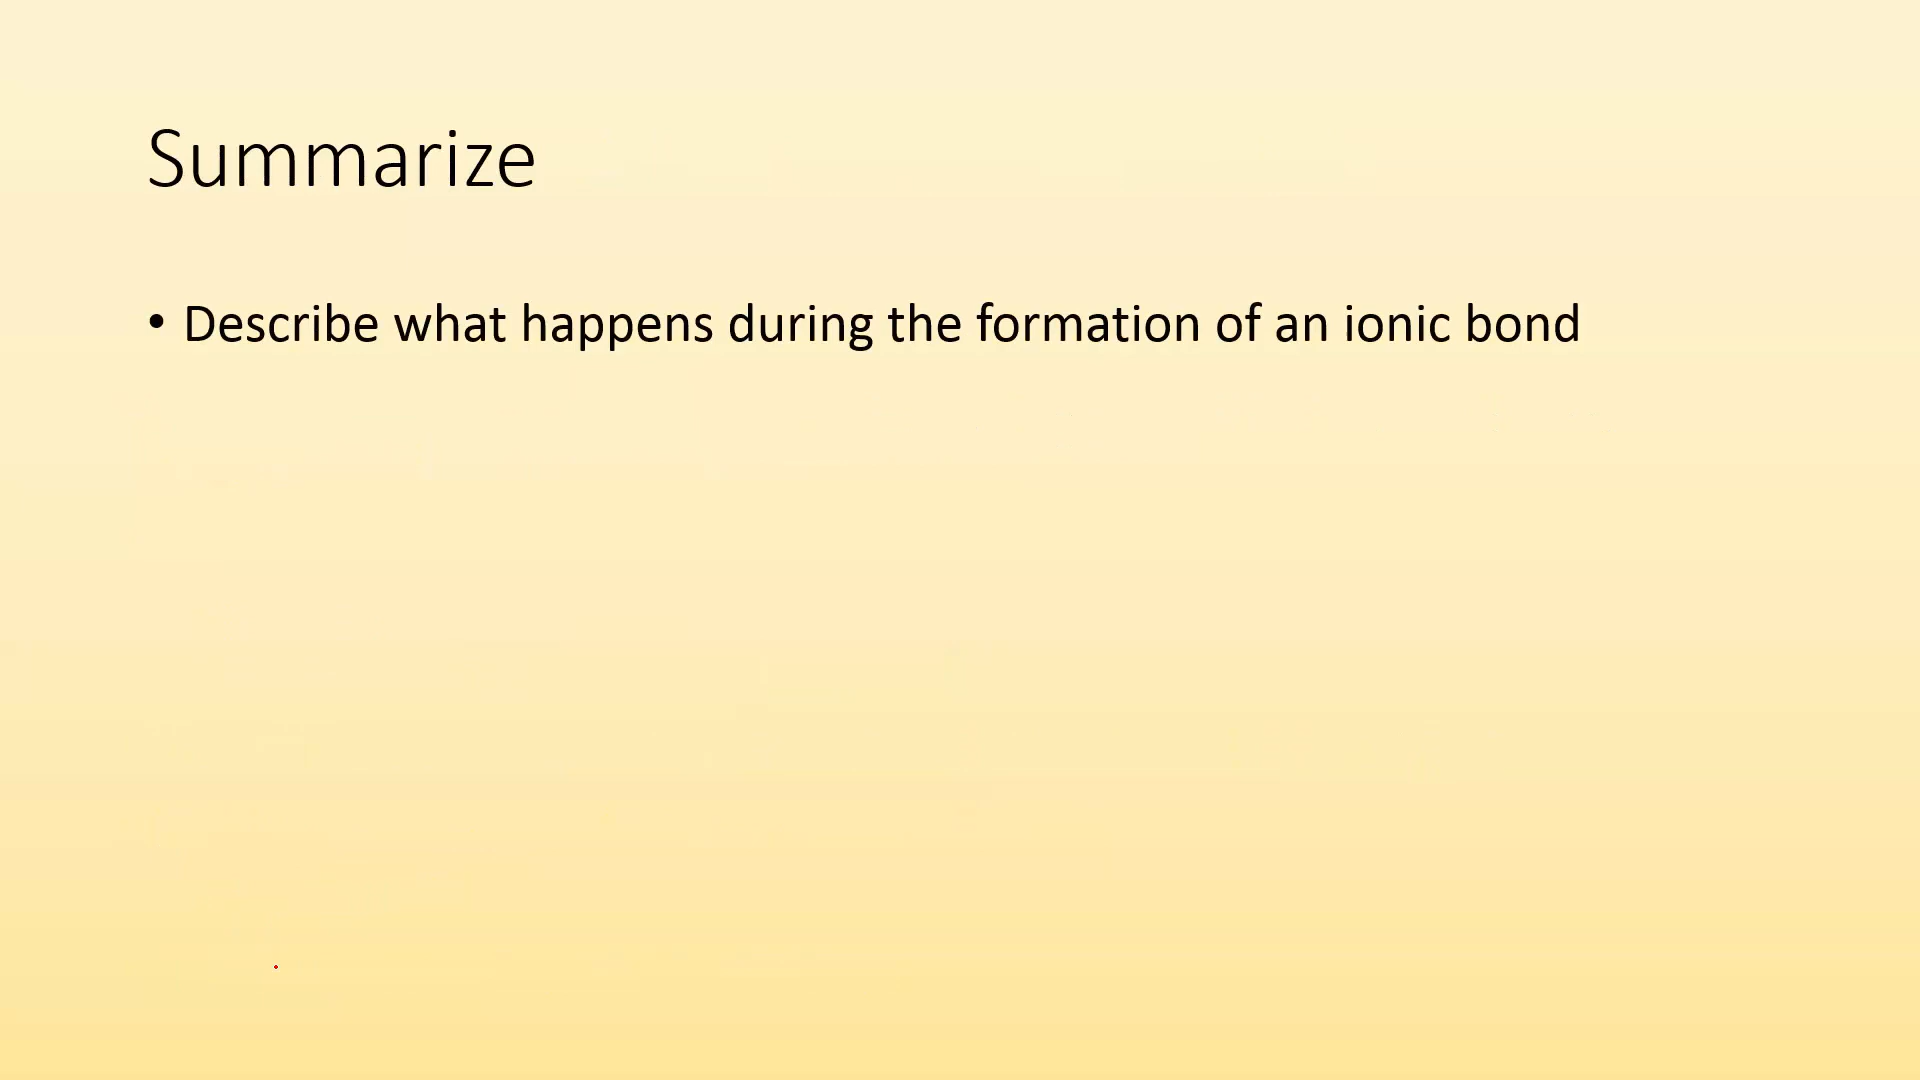 Summarize
• Describe what happens during the formation of an ionic bond